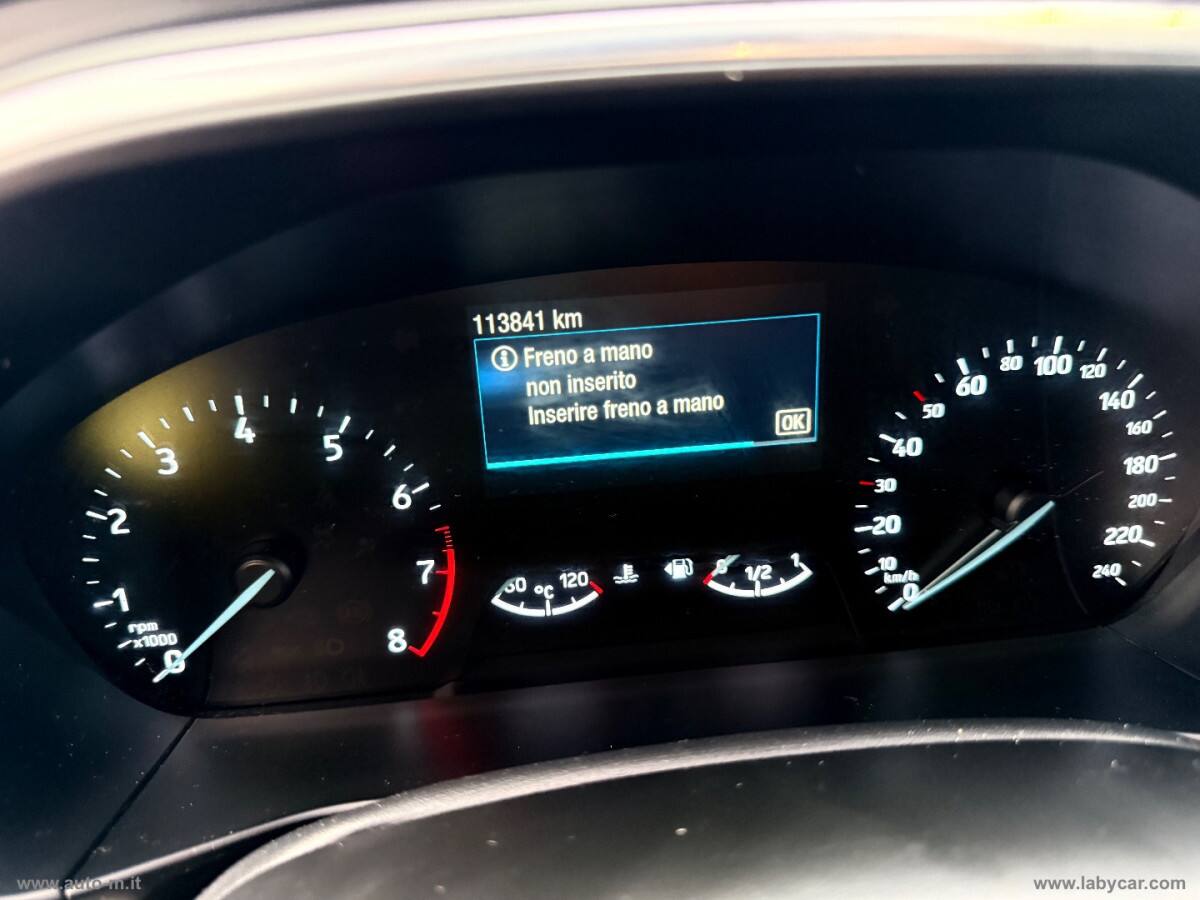 113841 km
Freno a mano
non inserito
Inserire freno a mano
OK
0
1
2
3
4
5
6
7
8
rpm
x1000
60
°C
120
0
1/2
1
0
10
20
30
40
50
60
80
100
120
140
160
180
200
220
240
km/h
www.auto-m.it
www.labycar.com